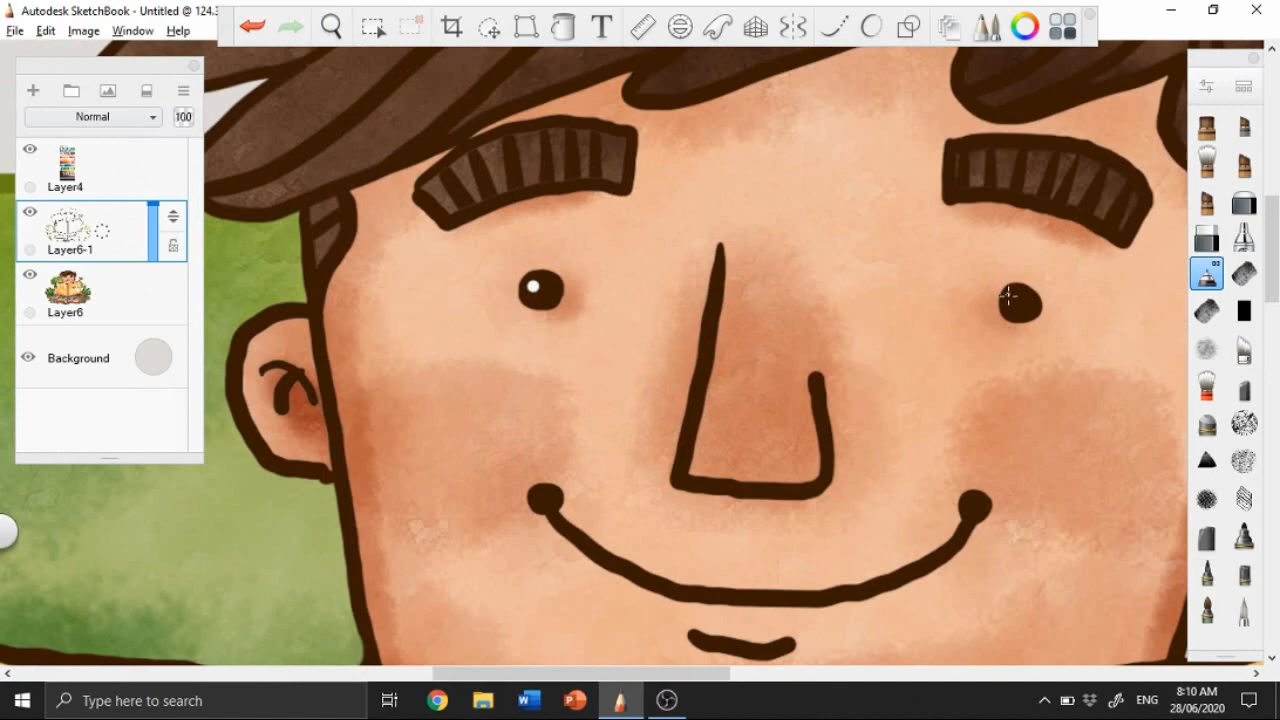 Autodesk SketchBook - Untitled @ 124.3
File Edit Image Window Help
T
Normal
100
Layer4
Layer6-1
Layer6
Background
Type here to search
ENG
8:10 AM
28/06/2020